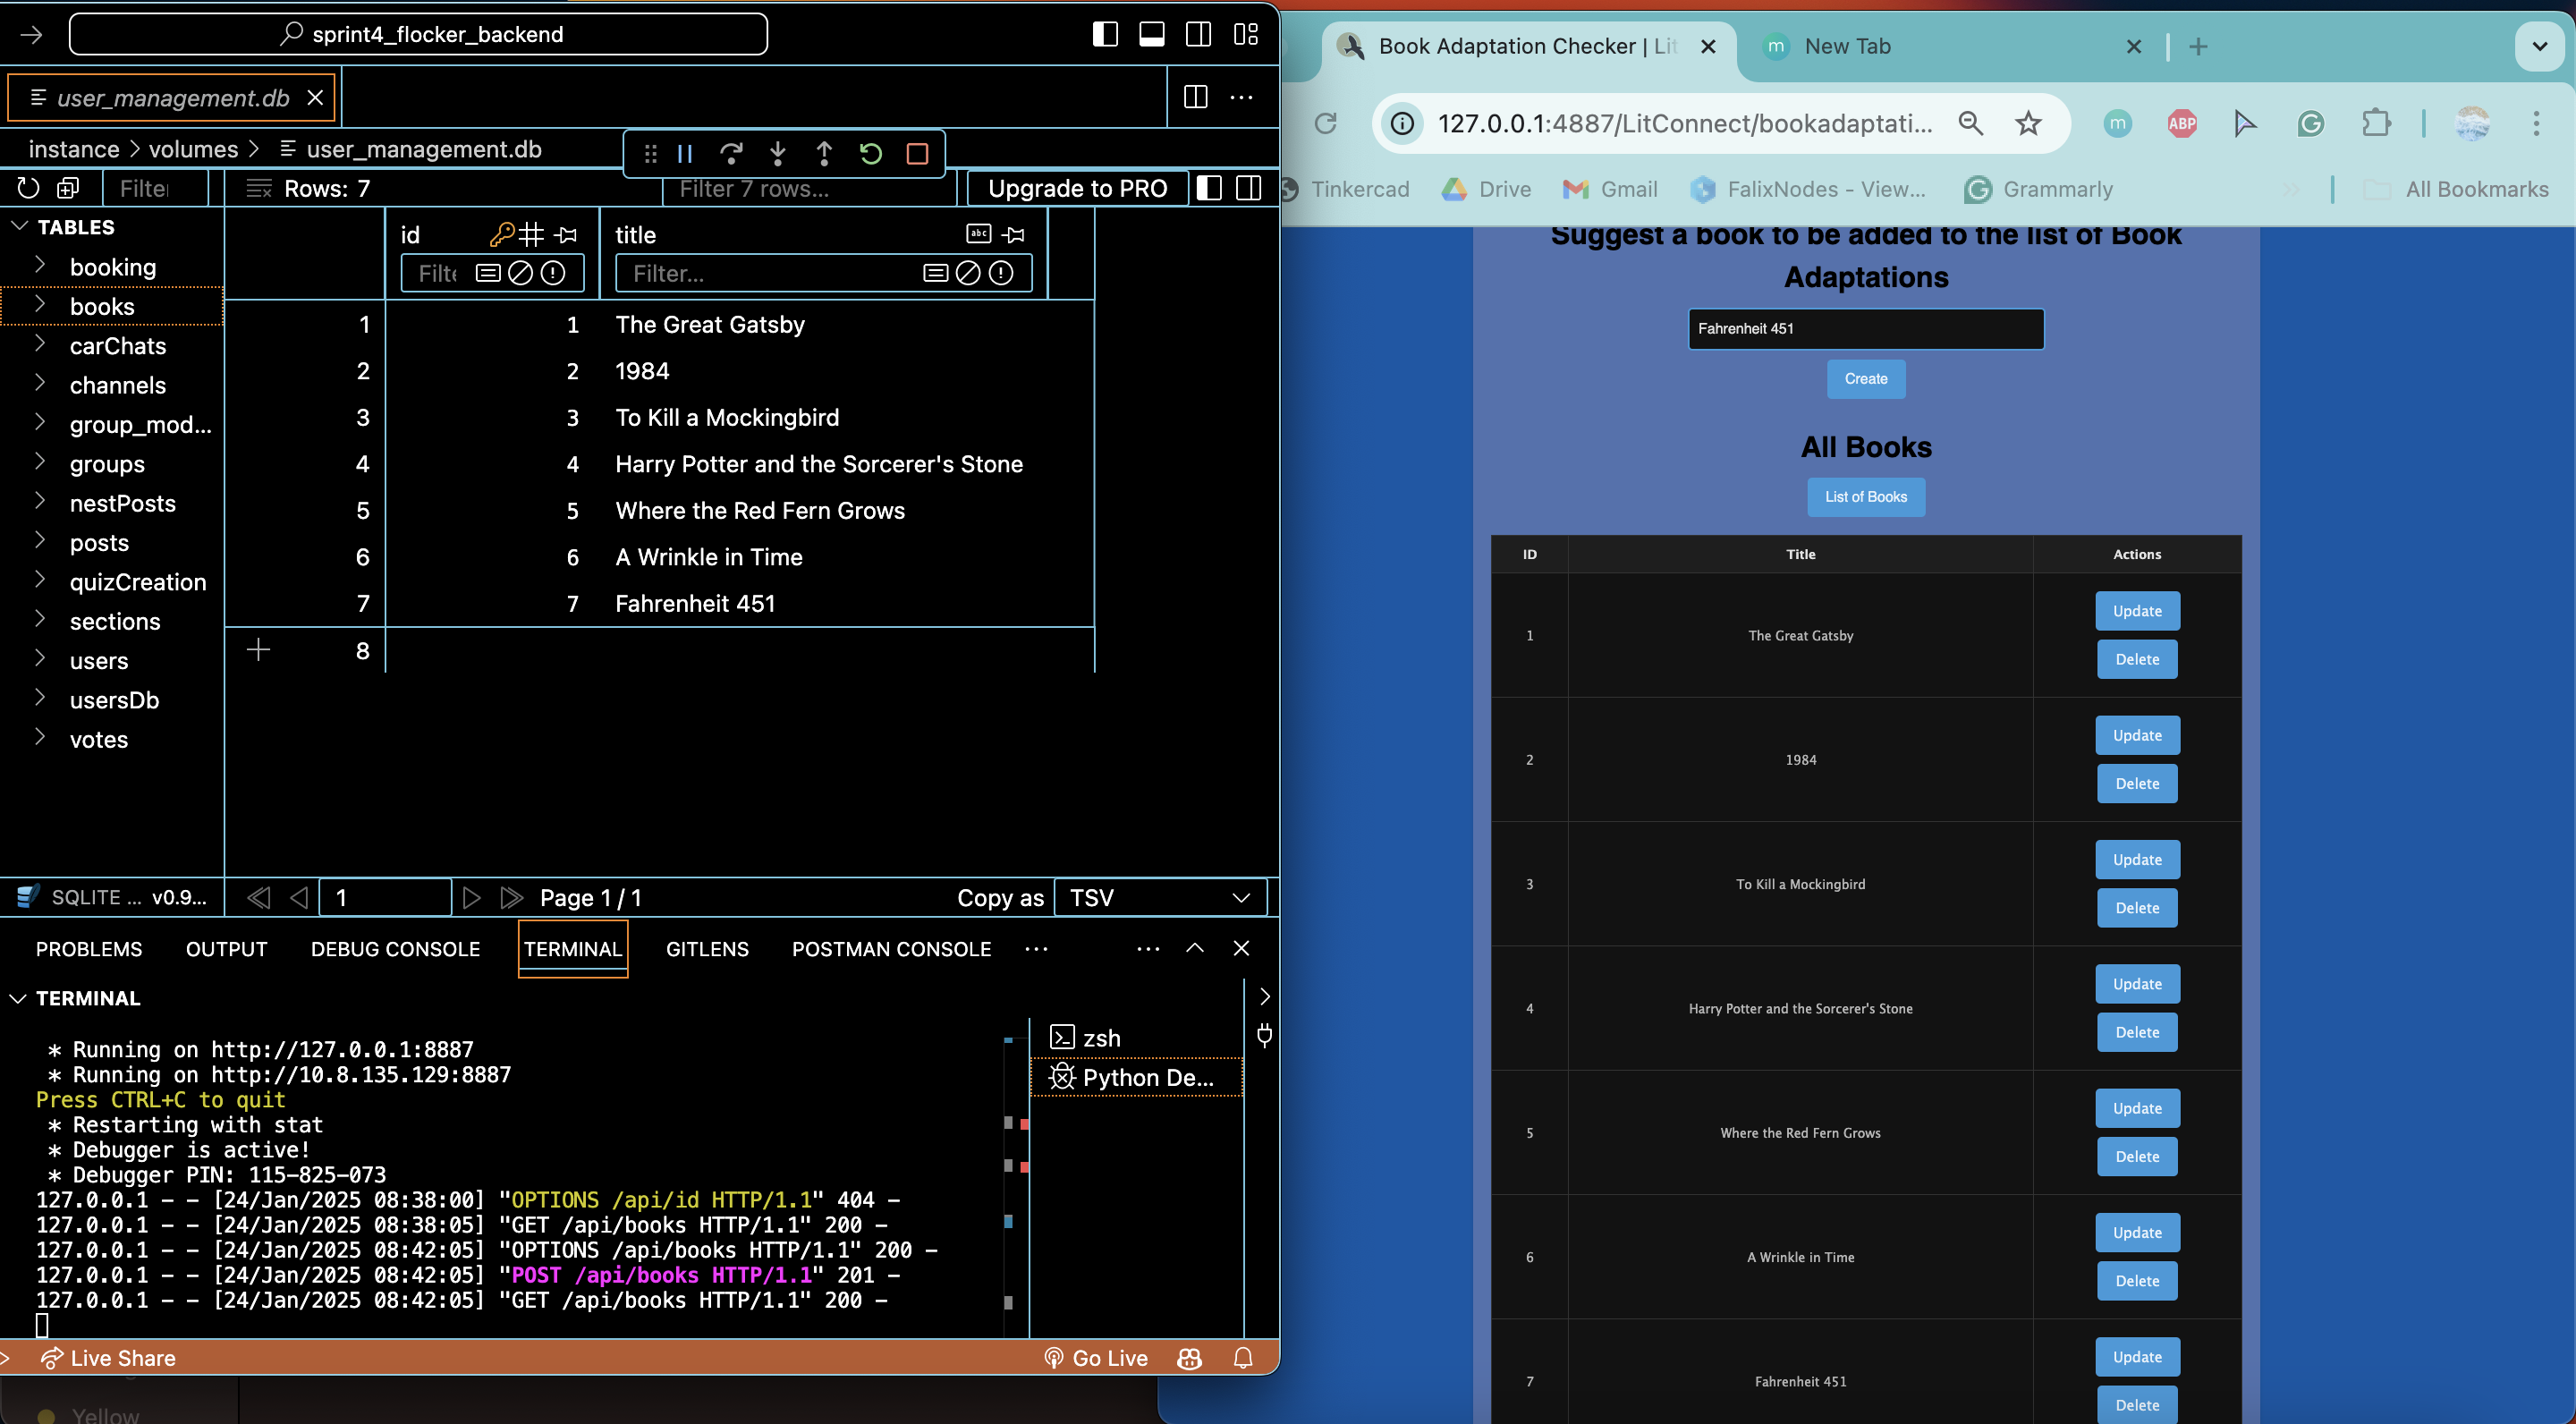 sprint4_flocker_backend
user_management.db
instance > volumes > user_management.db
Filte
Rows: 7
Filter 7 rows...
Upgrade to PRO
TABLES
booking
books
carChats
channels
group_mod...
groups
nestPosts
posts
quizCreation
sections
users
usersDb
votes
id
title
Filte
Filter...
1 1 The Great Gatsby
2 2 1984
3 3 To Kill a Mockingbird
4 4 Harry Potter and the Sorcerer's Stone
5 5 Where the Red Fern Grows
6 6 A Wrinkle in Time
7 7 Fahrenheit 451
8
SQLITE ... v0.9...
1
Page 1 / 1
Copy as
TSV
PROBLEMS OUTPUT DEBUG CONSOLE TERMINAL GITLENS POSTMAN CONSOLE
TERMINAL
* Running on http://127.0.0.1:8887
* Running on http://10.8.135.129:8887
Press CTRL+C to quit
* Restarting with stat
* Debugger is active!
* Debugger PIN: 115-825-073
127.0.0.1 - - [24/Jan/2025 08:38:00] "OPTIONS /api/id HTTP/1.1" 404 -
127.0.0.1 - - [24/Jan/2025 08:38:05] "GET /api/books HTTP/1.1" 200 -
127.0.0.1 - - [24/Jan/2025 08:42:05] "OPTIONS /api/books HTTP/1.1" 200 -
127.0.0.1 - - [24/Jan/2025 08:42:05] "POST /api/books HTTP/1.1" 201 -
127.0.0.1 - - [24/Jan/2025 08:42:05] "GET /api/books HTTP/1.1" 200 -
zsh
Python De...
Live Share
Go Live
Yellow
Book Adaptation Checker | Lit
m New Tab
127.0.0.1:4887/LitConnect/bookadaptati...
m
ABP
Tinkercad
Drive
Gmail
FalixNodes - View...
Grammarly
All Bookmarks
Suggest a book to be added to the list of Book
Adaptations
Fahrenheit 451
Create
All Books
List of Books
ID Title Actions
1 The Great Gatsby Update
Delete
2 1984 Update
Delete
3 To Kill a Mockingbird Update
Delete
4 Harry Potter and the Sorcerer's Stone Update
Delete
5 Where the Red Fern Grows Update
Delete
6 A Wrinkle in Time Update
Delete
7 Fahrenheit 451 Update
Delete